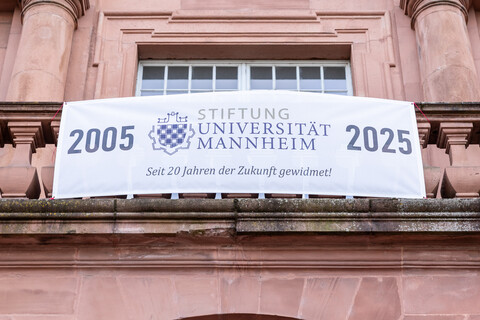 2005
STIFTUNG
UNIVERSITÄT
MANNHEIM
2025
Seit 20 Jahren der Zukunft gewidmet!